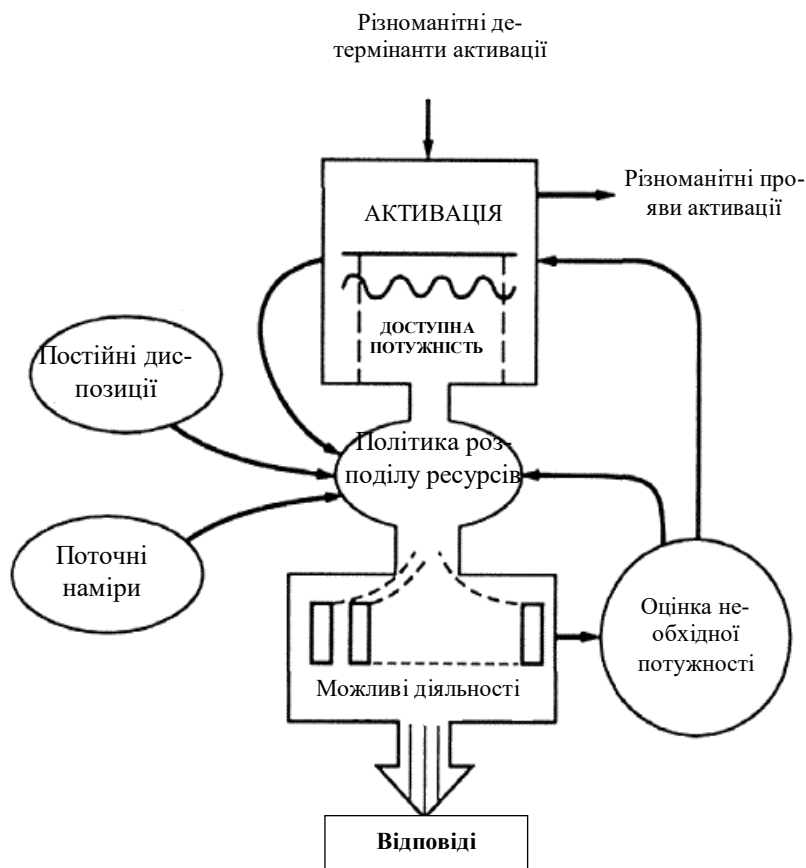 Різноманітні де-
термінанти активації
Різноманітні про-
яви активації
АКТИВАЦІЯ
ДОСТУПНА
ПОТУЖНІСТЬ
Постійні дис-
позиції
Політика роз-
поділу ресурсів
Поточні
наміри
Оцінка не-
обхідної
потужності
Можливі діяльності
Відповіді